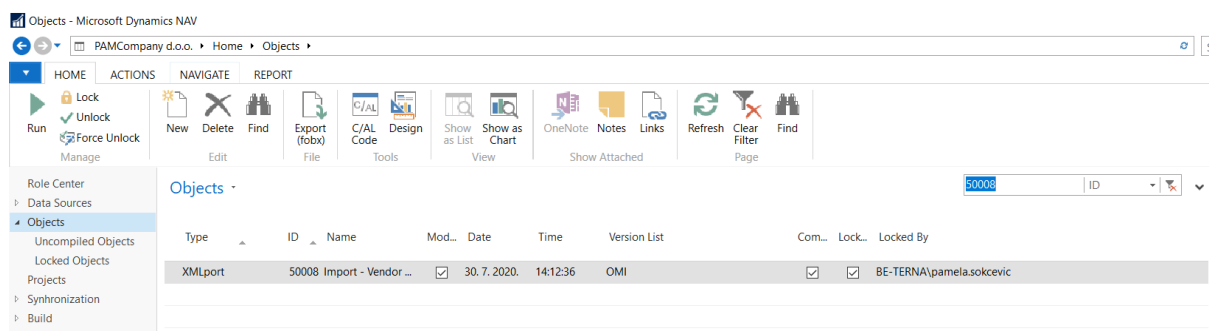 Objects - Microsoft Dynamics NAV
PAMCompany d.o.o. Home Objects
HOME ACTIONS NAVIGATE REPORT
Run
Lock
Unlock
Force Unlock
Manage
New Delete Find
Edit
Export (fobx)
File
C/AL
C/AL Code
Design
Tools
Show as List
Show as Chart
View
OneNote Notes Links
Show Attached
Refresh
Clear Filter
Find
Page
Role Center
Data Sources
Objects
Uncompiled Objects
Locked Objects
Projects
Synhronization
Build
Objects
50008 ID
Type ID Name Mod... Date Time Version List Com... Lock... Locked By
XMLport 50008 Import - Vendor ... 30. 7. 2020. 14:12:36 OMI BE-TERNA\pamela.sokcevic